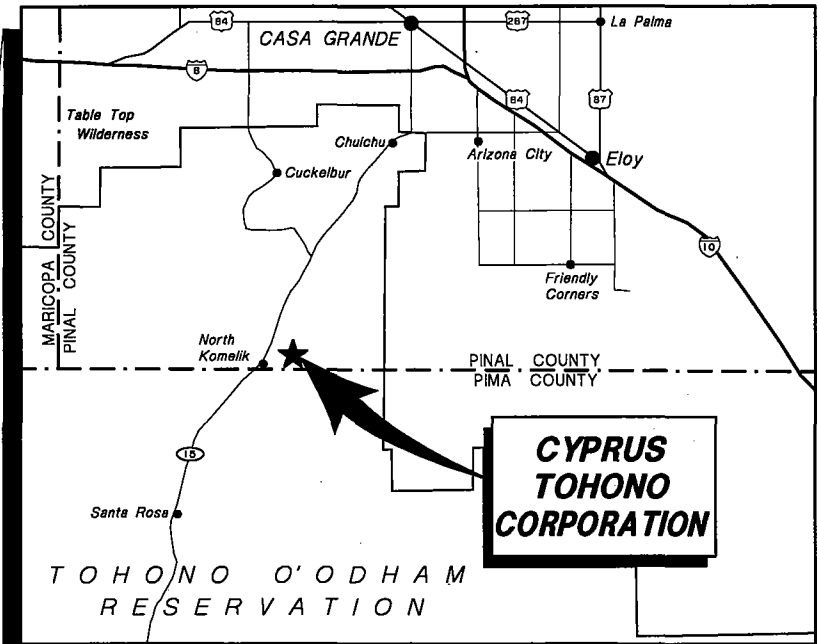 84
CASA GRANDE
287
La Palma
8
Table Top
Wilderness
84
87
Chuichu
Arizona City
Eloy
Cuckelbur
MARICOPA COUNTY
PINAL COUNTY
10
Friendly
Corners
North
Komelik
PINAL COUNTY
PIMA COUNTY
CYPRUS
TOHONO
CORPORATION
15
Santa Rosa
TOHONO O'ODHAM
RESERVATION